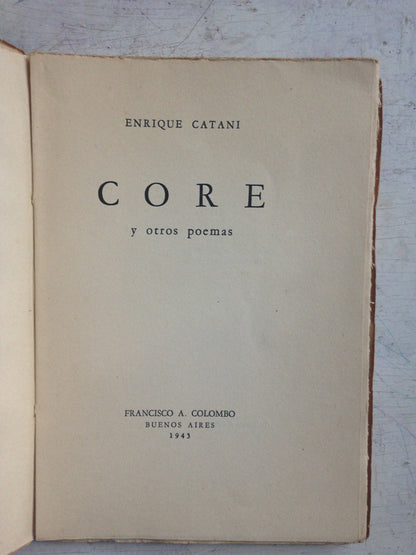 ENRIQUE CATANI
CORE
y otros poemas
FRANCISCO A. COLOMBO
BUENOS AIRES
1943